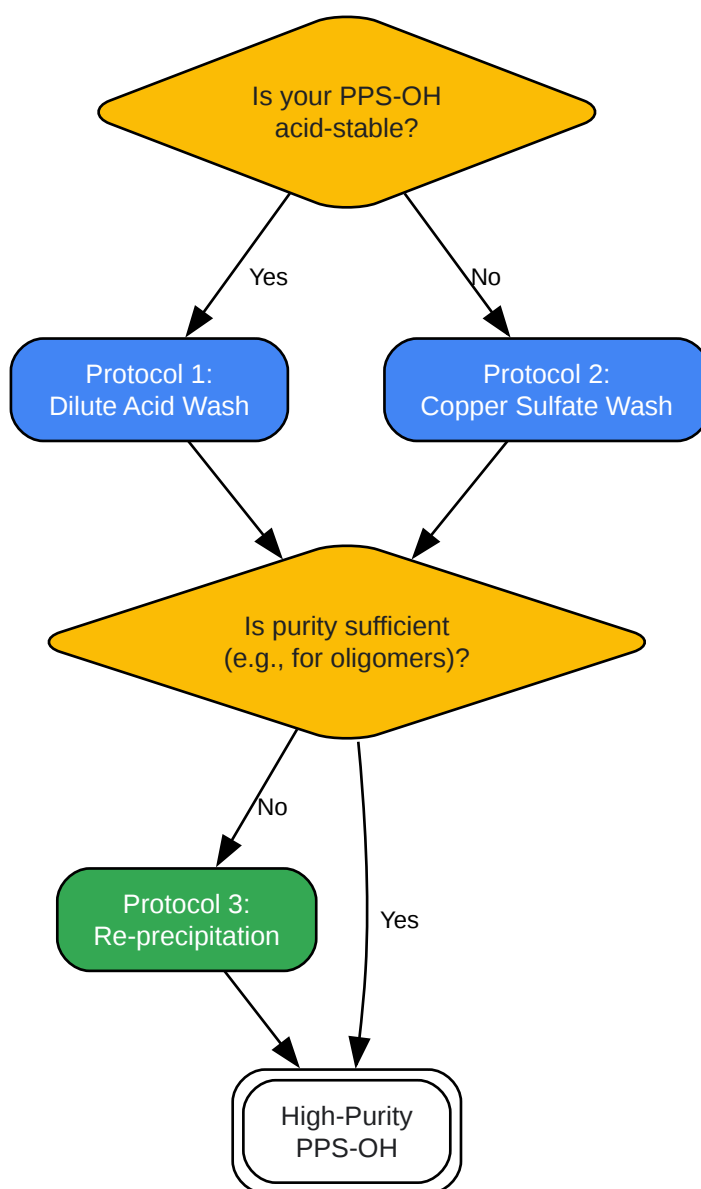 Is your PPS-OH
acid-stable?
Yes
No
Protocol 1:
Dilute Acid Wash
Protocol 2:
Copper Sulfate Wash
Is purity sufficient
(e.g., for oligomers)?
No
Protocol 3:
Re-precipitation
Yes
High-Purity
PPS-OH